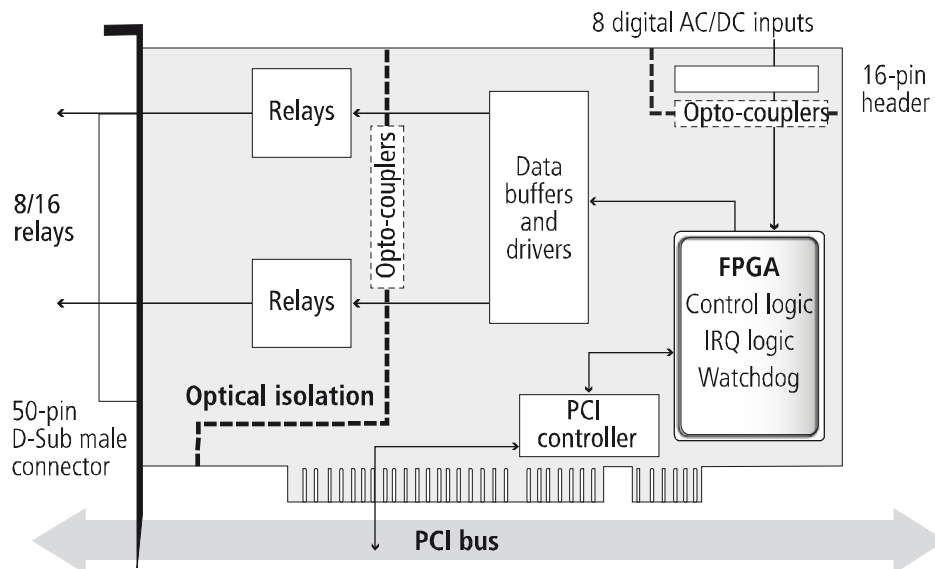 8 digital AC/DC inputs
16-pin
header
Opto-couplers
Relays
Opto-couplers
Data
buffers
and
drivers
8/16
relays
Relays
FPGA
Control logic
IRQ logic
Watchdog
Optical isolation
50-pin
D-Sub male
connector
PCI
controller
PCI bus